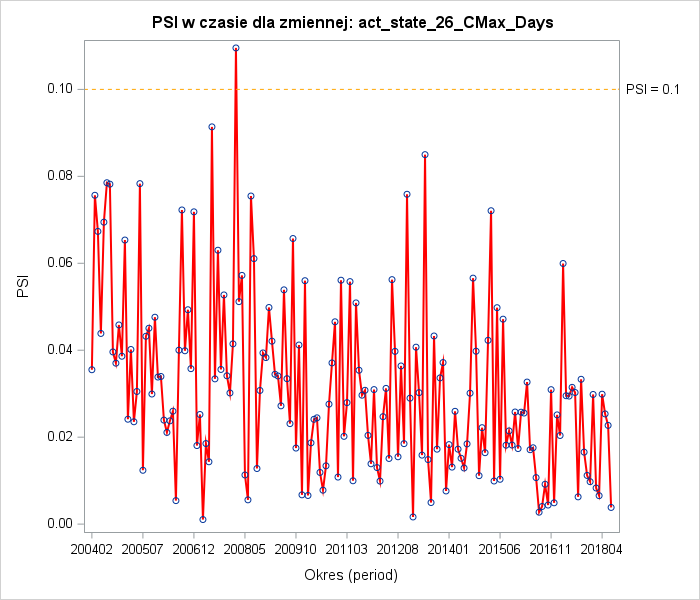 PSI w czasie dla zmiennej: act_state_26_CMax_Days
0.10
PSI = 0.1
0.08
0.06
PSI
0.04
0.02
0.00
200402 200507 200612 200805 200910 201103 201208 201401 201506 201611 201804
Okres (period)